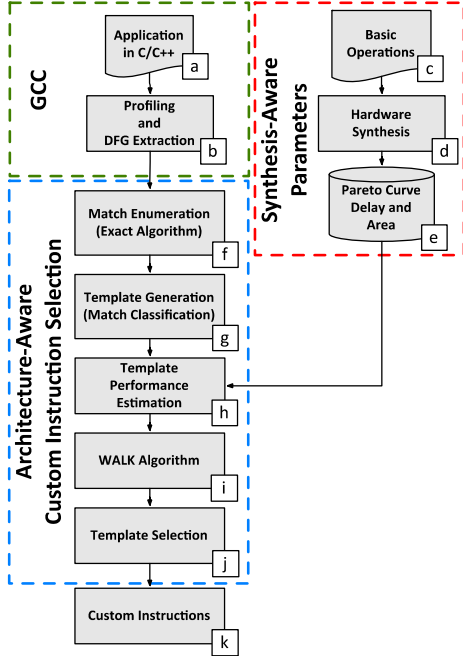 GCC
Application
in C/C++
a
Profiling
and
DFG Extraction
b
Synthesis-Aware
Parameters
Basic
Operations
c
Hardware
Synthesis
d
Pareto Curve
Delay and
Area
e
Architecture-Aware
Custom Instruction Selection
Match Enumeration
(Exact Algorithm)
f
Template Generation
(Match Classification)
g
Template
Performance
Estimation
h
WALK Algorithm
i
Template Selection
j
Custom Instructions
k